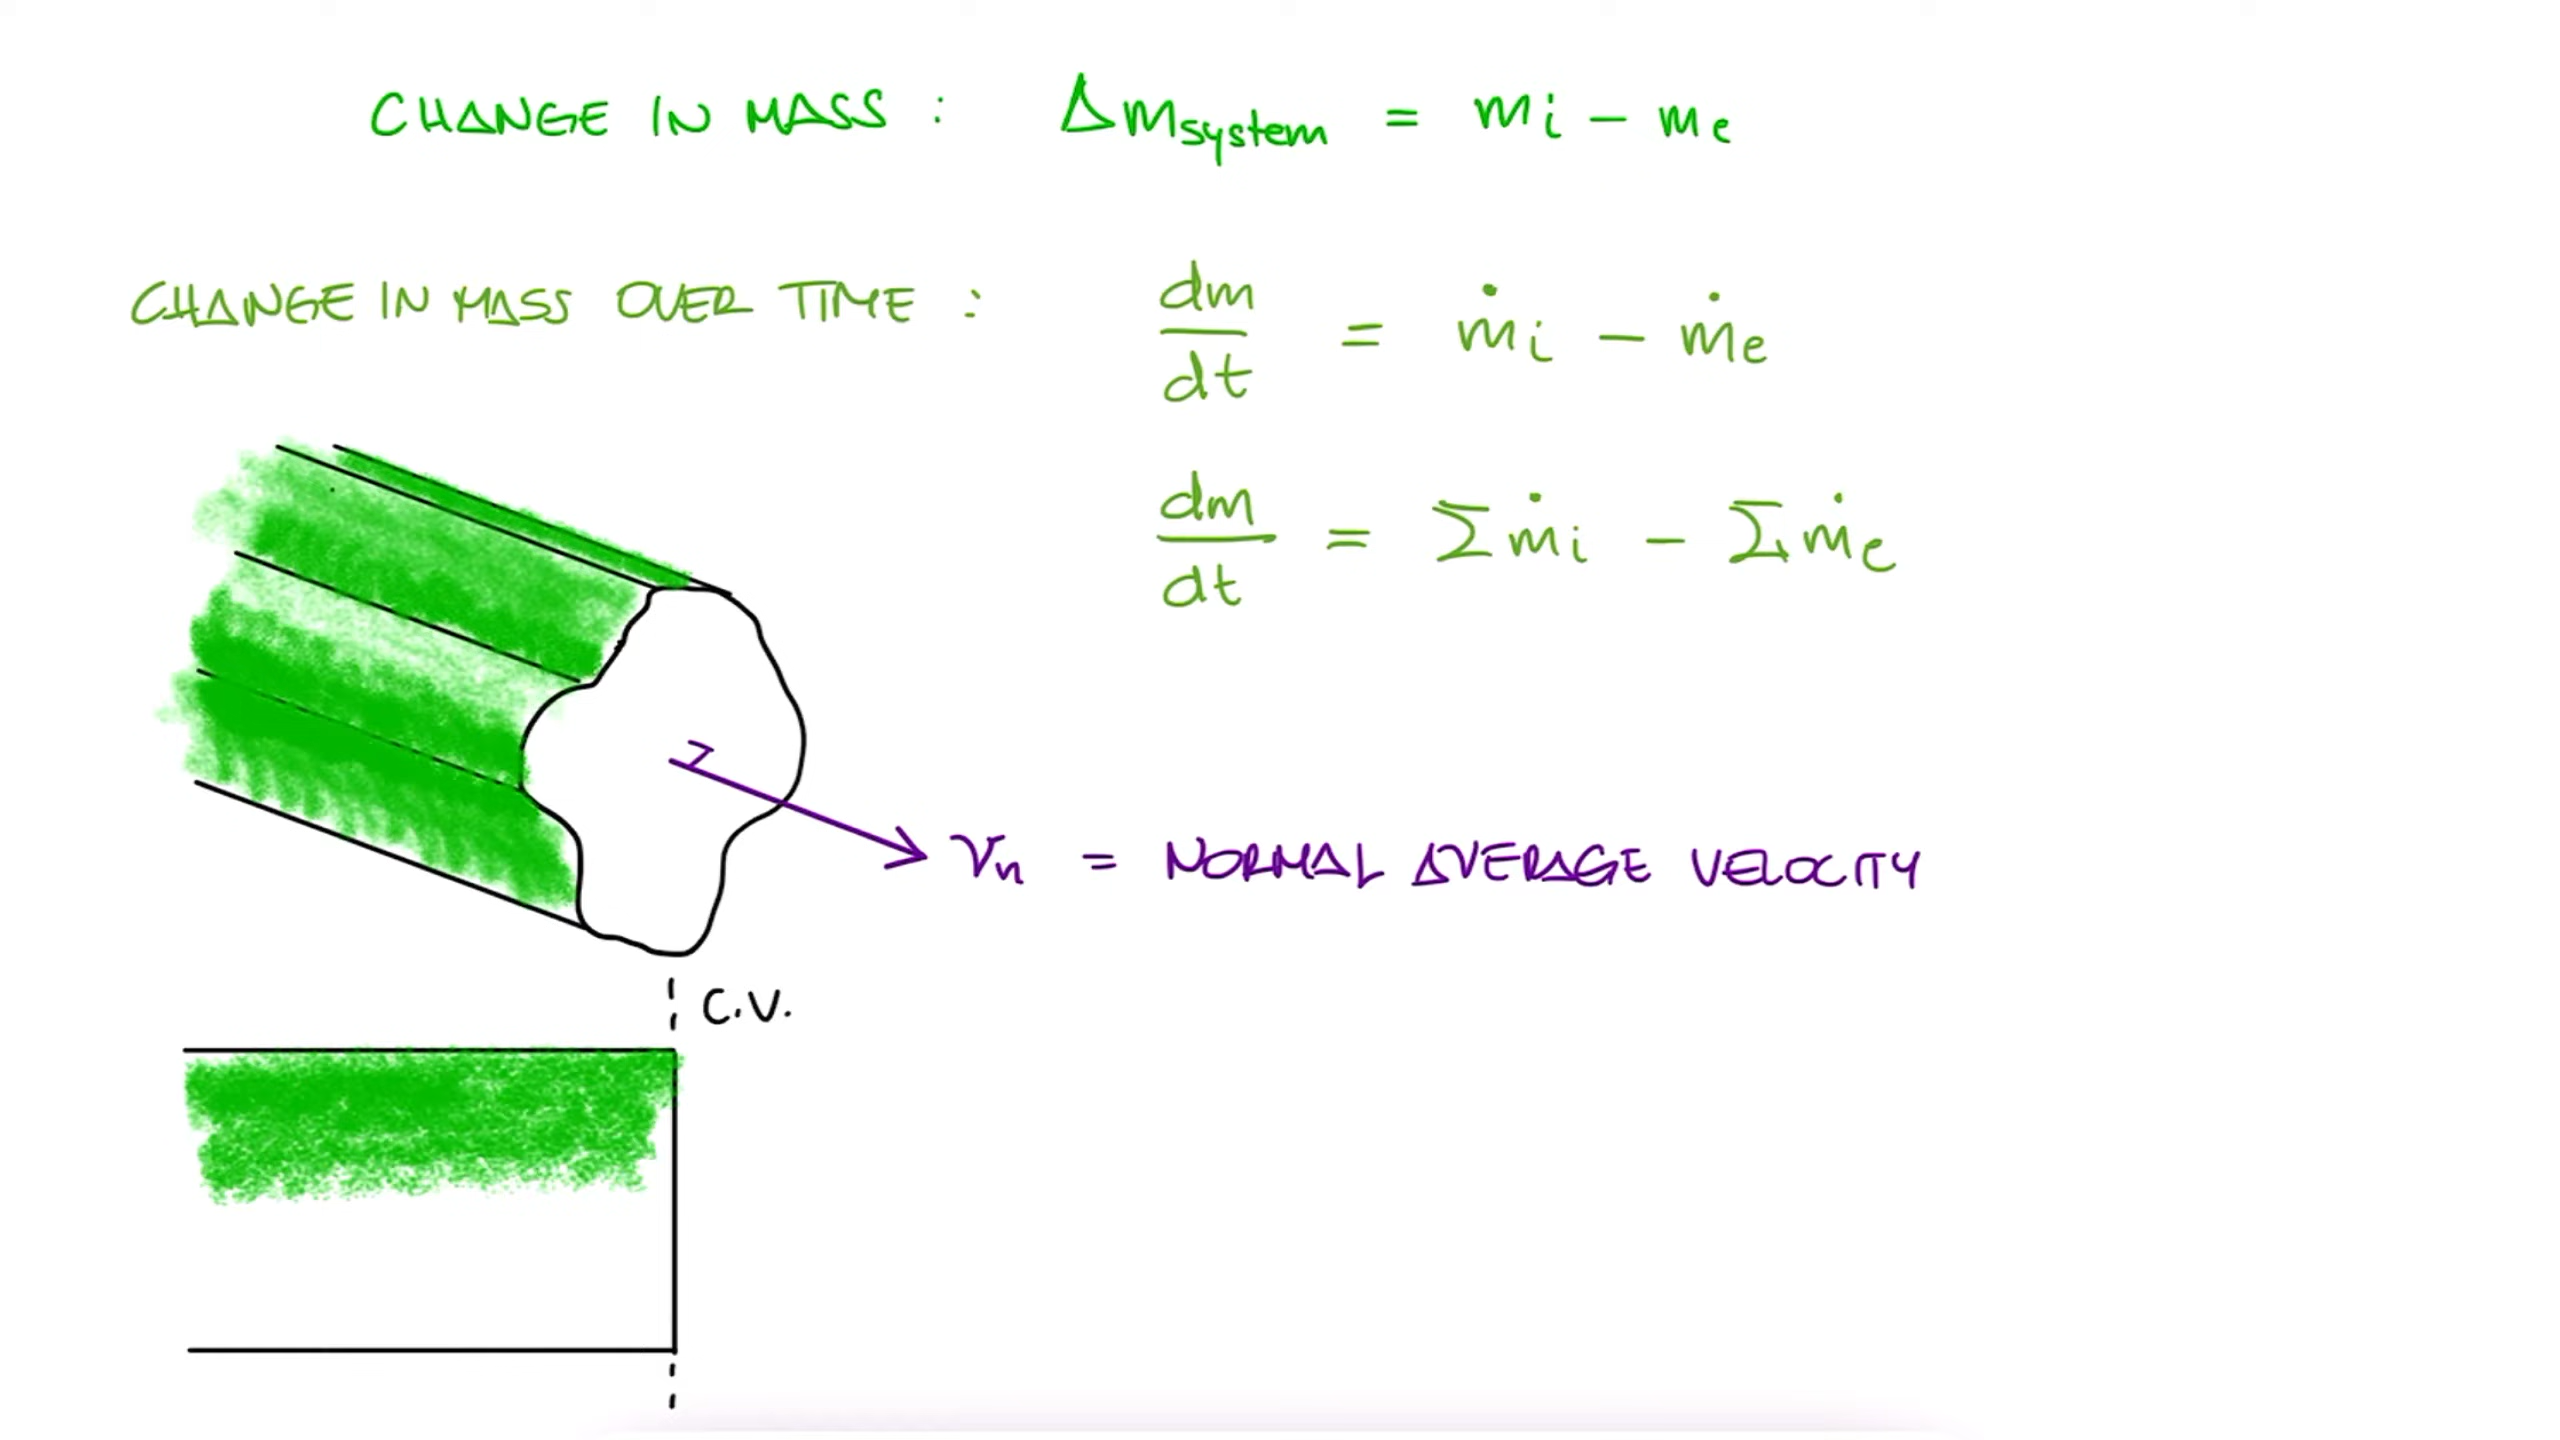 CHANGE IN MASS : Δm_system = m_i − m_e
CHANGE IN MASS OVER TIME : dm/dt = ṁ_i − ṁ_e
dm/dt = Σṁ_i − Σṁ_e
V_n = NORMAL AVERAGE VELOCITY
C.V.